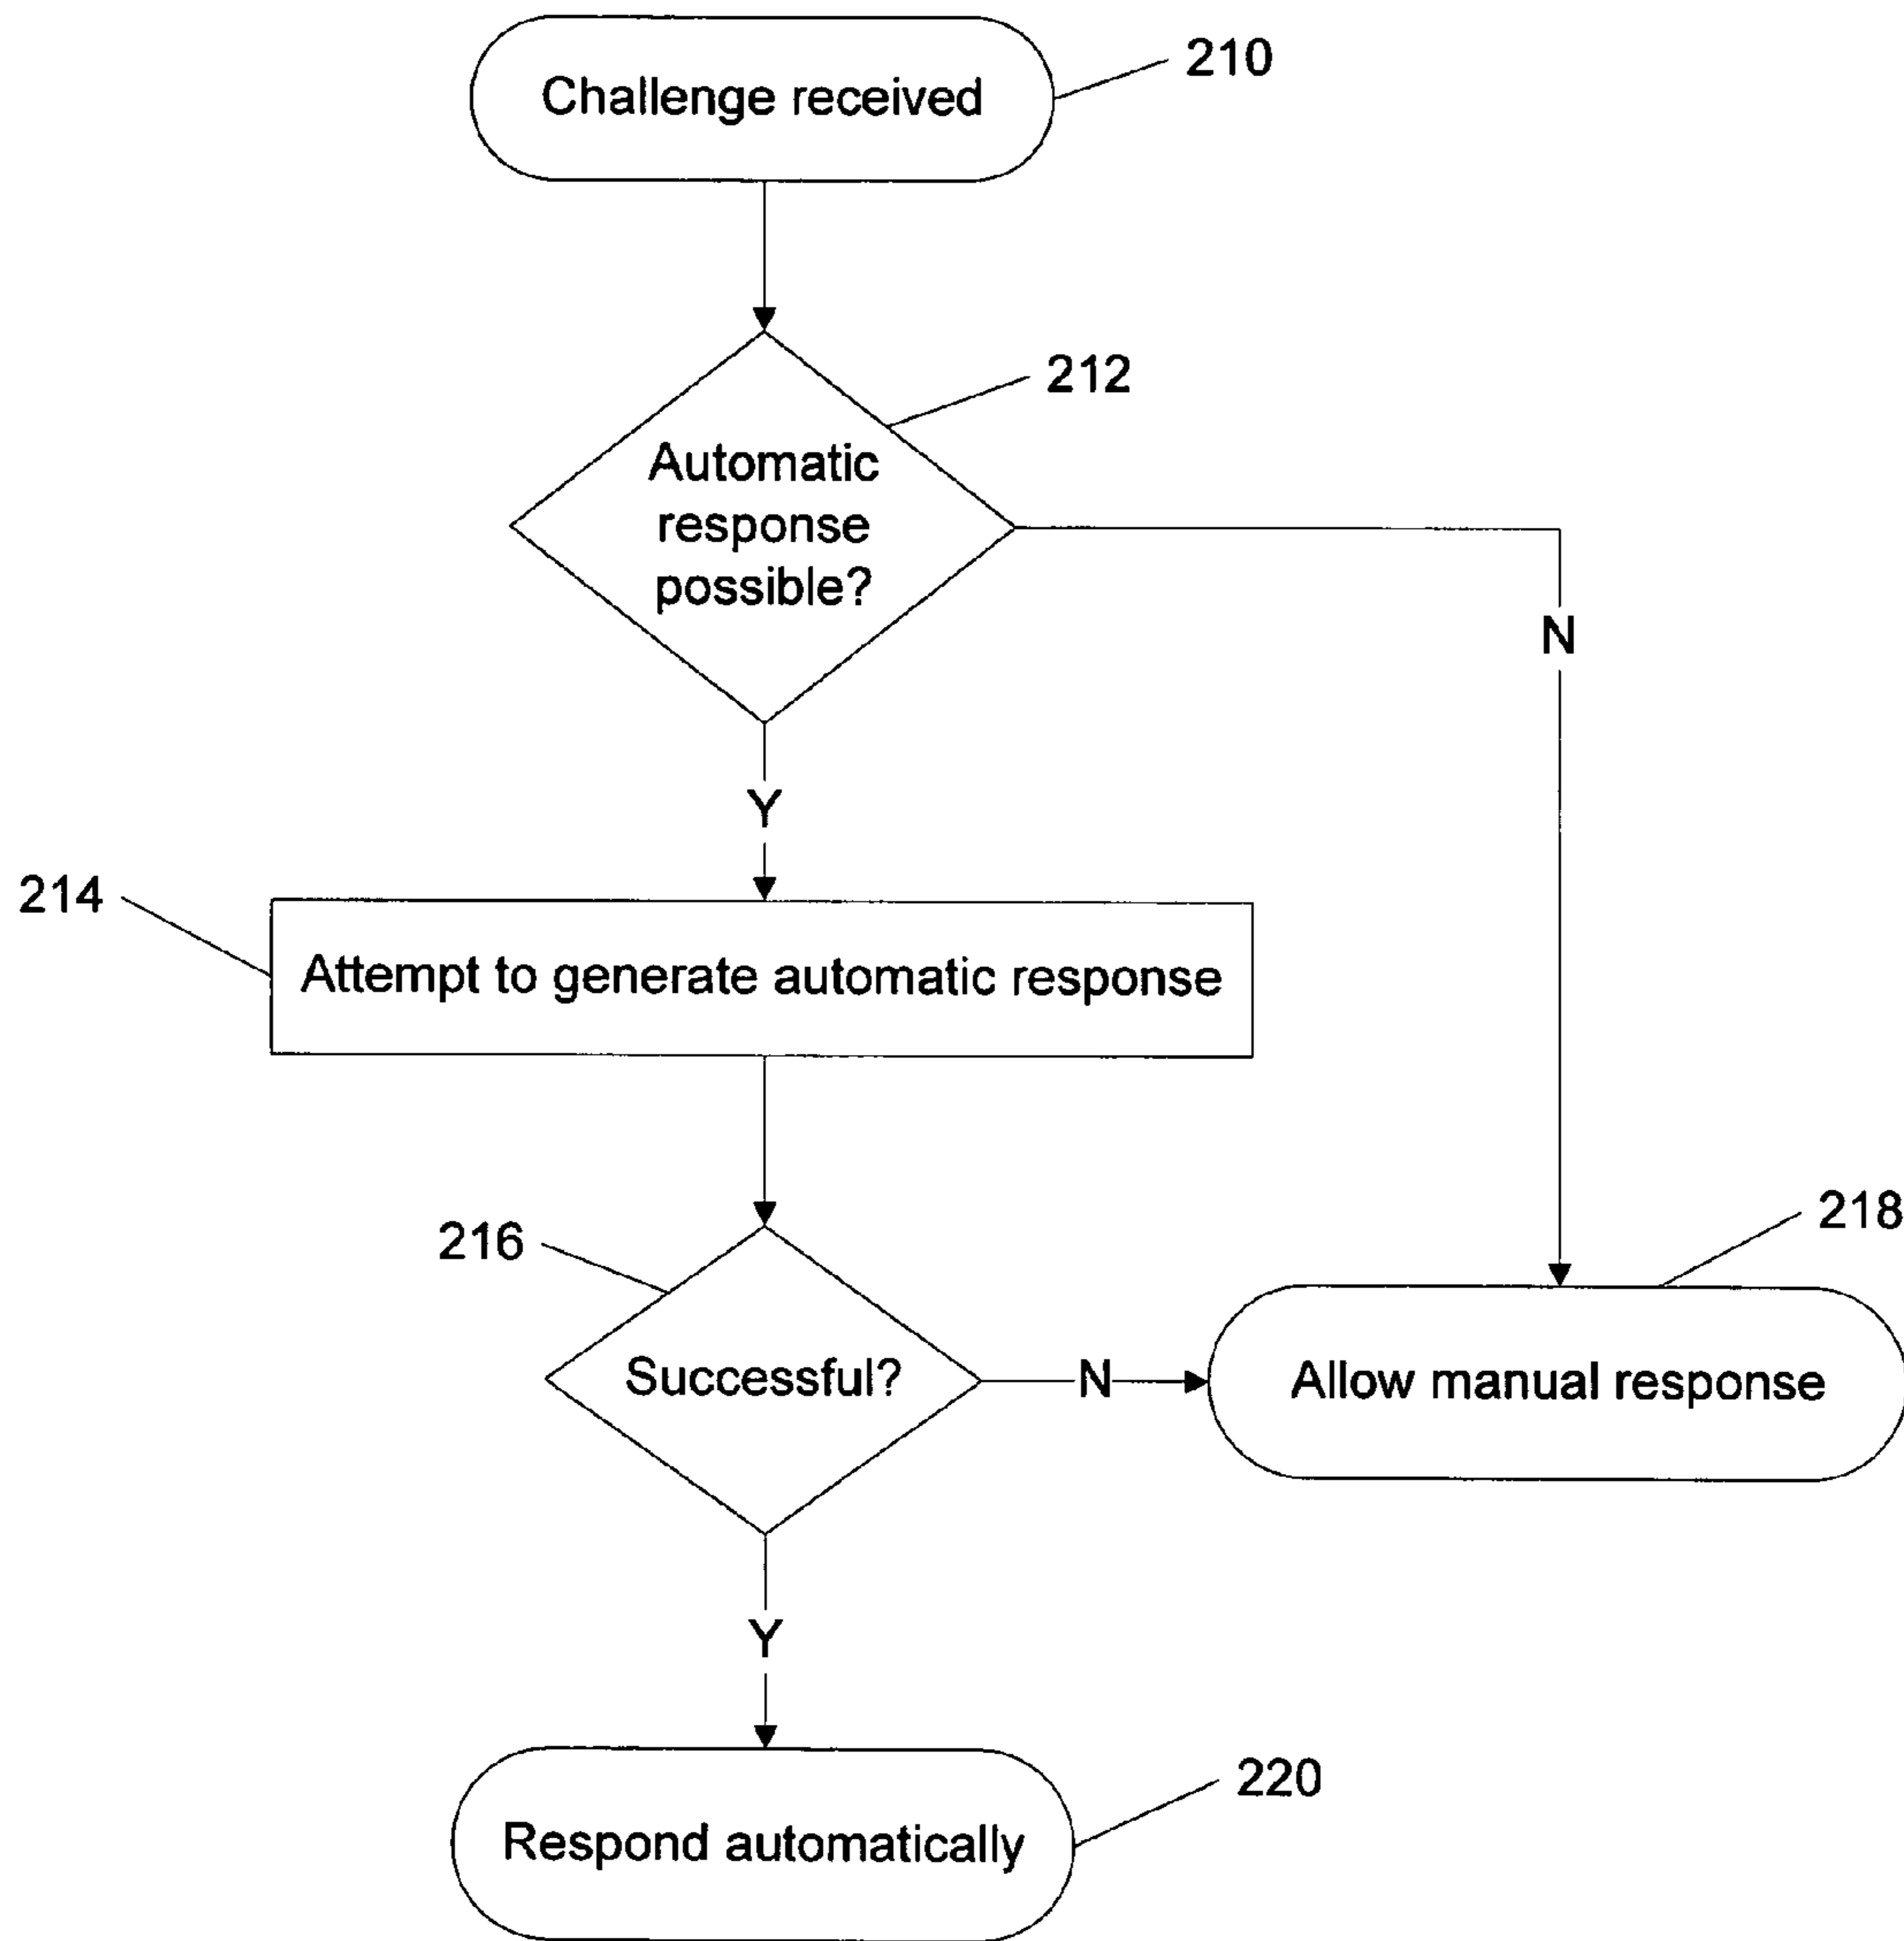 Challenge received
210
212
Automatic
response
possible?
N
Y
214
Attempt to generate automatic response
216
218
Successful?
N
Allow manual response
Y
220
Respond automatically